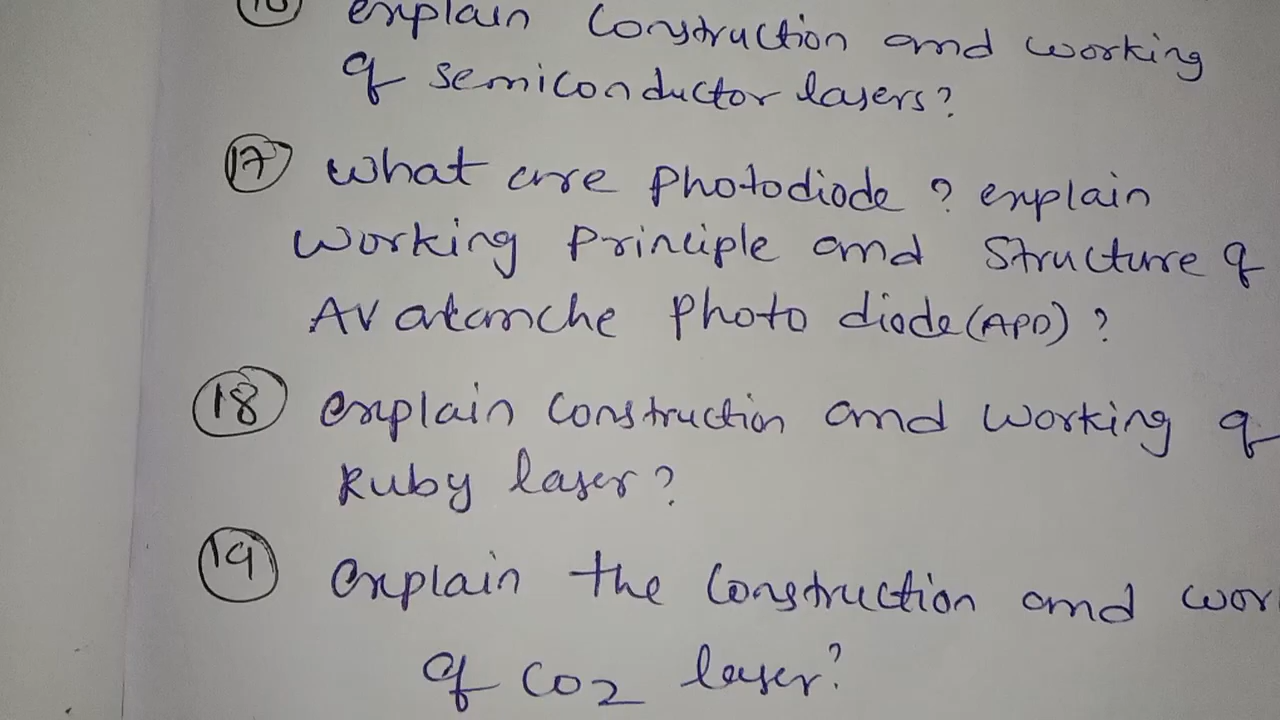 16 explain construction and working
of semiconductor lasers?
17 what are photodiode? explain
working principle and structure of
Avalanche photo diode (APD)?
18 explain construction and working of
Ruby laser?
19 explain the construction and wor
of CO2 laser?